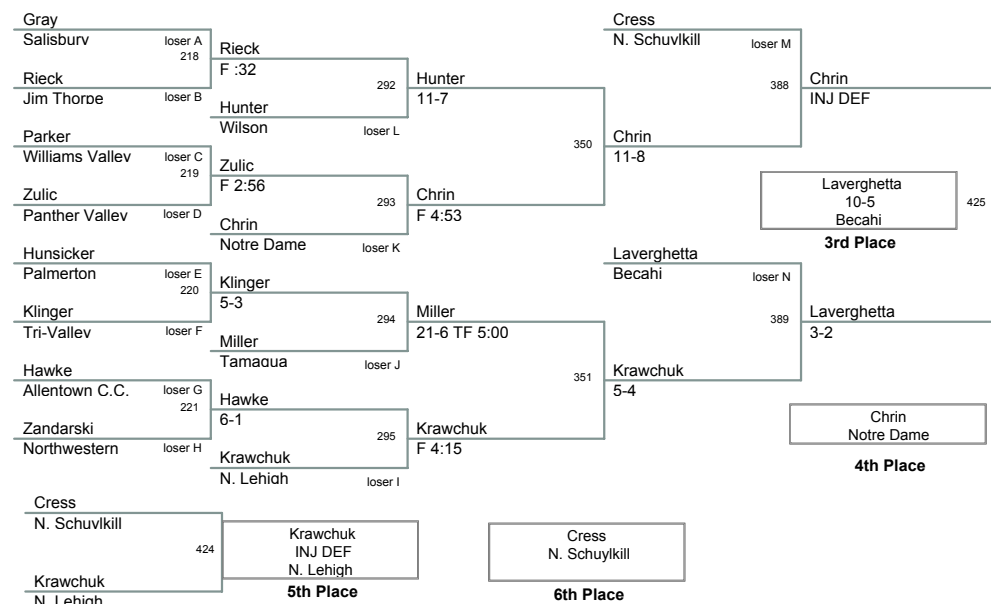 Gray
Salisbury
loser A
218
Rieck
Jim Thorpe
loser B
Rieck
F :32
292
Hunter
Wilson
loser L
Hunter
11-7
Parker
Williams Valley
loser C
219
Zulic
Panther Valley
loser D
Zulic
F 2:56
293
Chrin
Notre Dame
loser K
Chrin
F 4:53
350
Chrin
11-8
Cress
N. Schuylkill
loser M
388
Chrin
INJ DEF
Laverghetta
10-5
Becahi
425
3rd Place
Hunsicker
Palmerton
loser E
220
Klinger
Tri-Valley
loser F
Klinger
5-3
294
Miller
Tamaqua
loser J
Miller
21-6 TF 5:00
Hawke
Allentown C.C.
loser G
221
Zandarski
Northwestern
loser H
Hawke
6-1
295
Krawchuk
N. Lehigh
loser I
Krawchuk
F 4:15
351
Krawchuk
5-4
Laverghetta
Becahi
loser N
389
Laverghetta
3-2
Chrin
Notre Dame
4th Place
Cress
N. Schuylkill
424
Krawchuk
N. Lehigh
Krawchuk
INJ DEF
N. Lehigh
5th Place
Cress
N. Schuylkill
6th Place